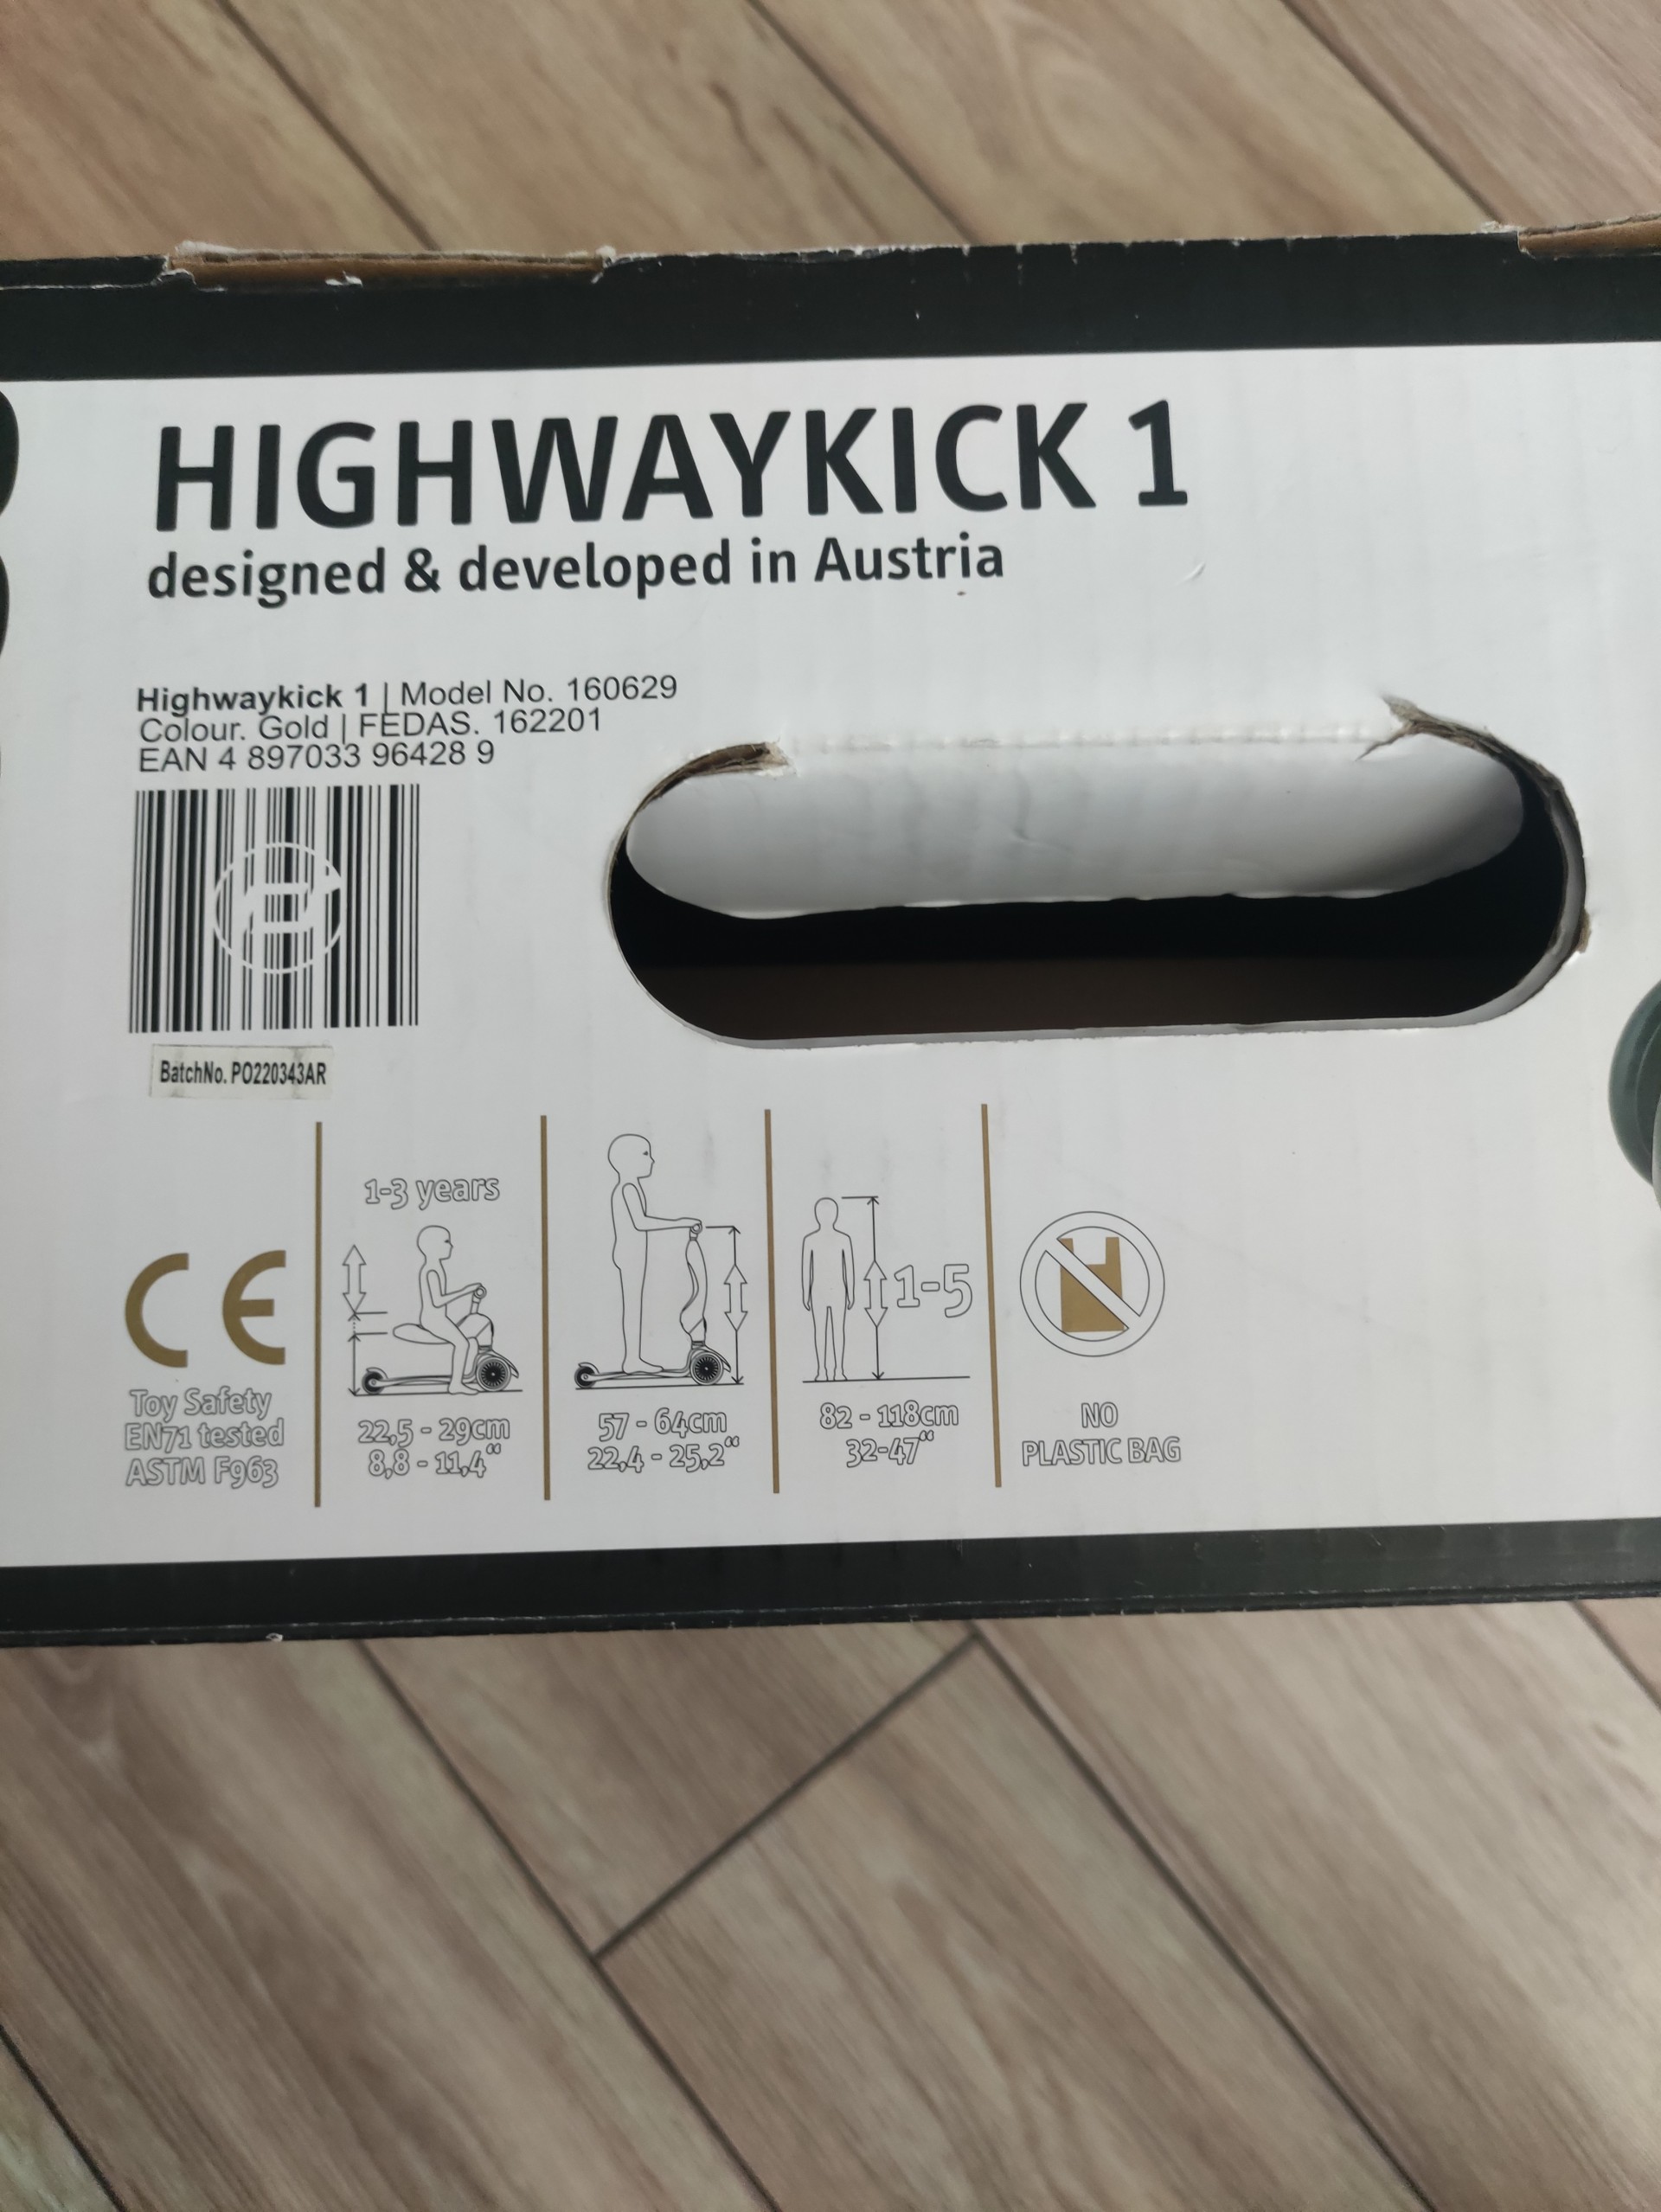 HIGHWAYKICK 1
designed & developed in Austria
Highwaykick 1 | Model No. 160629
Colour. Gold | FEDAS. 162201
EAN 4 897033 96428 9
BatchNo. PO220343AR
CE
Toy Safety
EN71 tested
ASTM F963
1-3 years
22,5 - 29cm
8,8 - 11,4“
57 - 64cm
22,4 - 25,2“
1-5
82 - 118cm
32-47“
NO
PLASTIC BAG